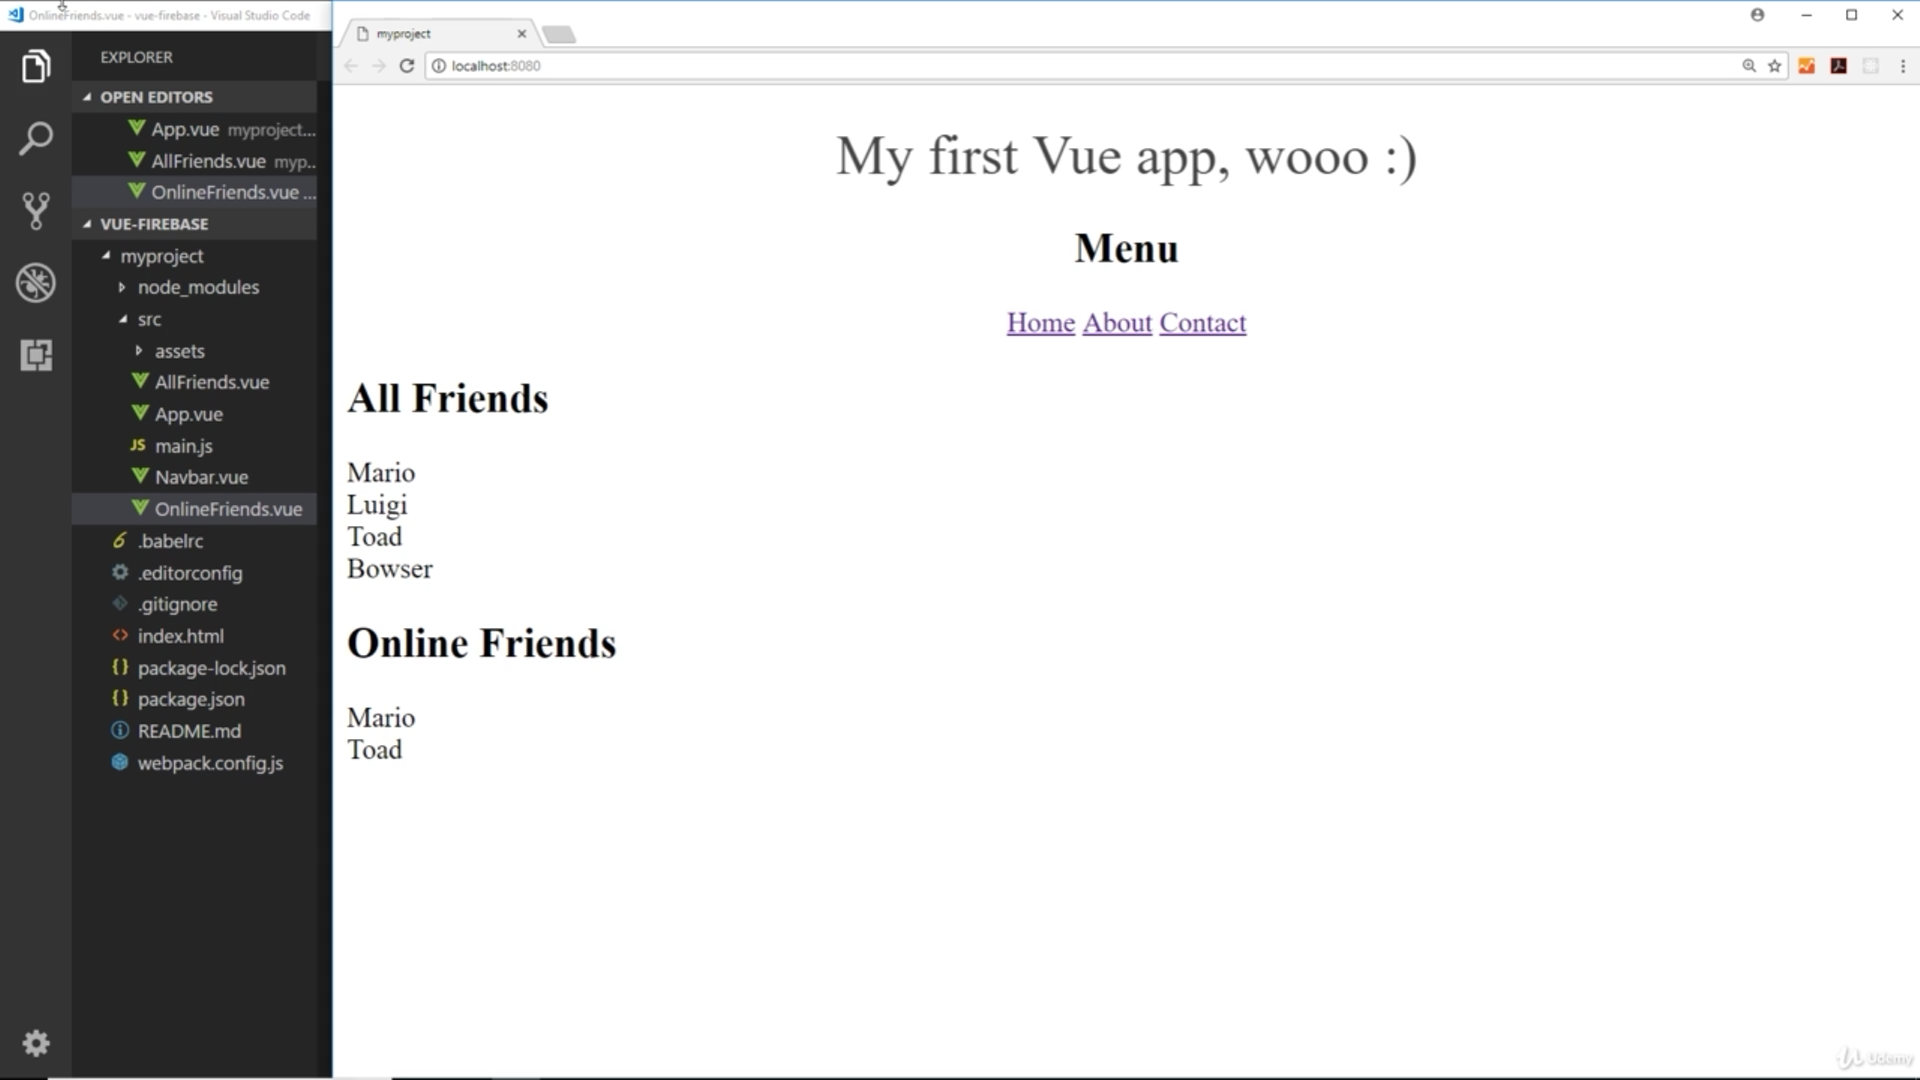 OnlineFriends.vue - vue-firebase - Visual Studio Code
EXPLORER
OPEN EDITORS
App.vue myproject...
AllFriends.vue myp...
OnlineFriends.vue ...
VUE-FIREBASE
myproject
node_modules
src
assets
AllFriends.vue
App.vue
JS main.js
Navbar.vue
OnlineFriends.vue
.babelrc
.editorconfig
.gitignore
index.html
package-lock.json
package.json
README.md
webpack.config.js
myproject
localhost:8080
My first Vue app, wooo :)
Menu
Home About Contact
All Friends
Mario
Luigi
Toad
Bowser
Online Friends
Mario
Toad
Udemy